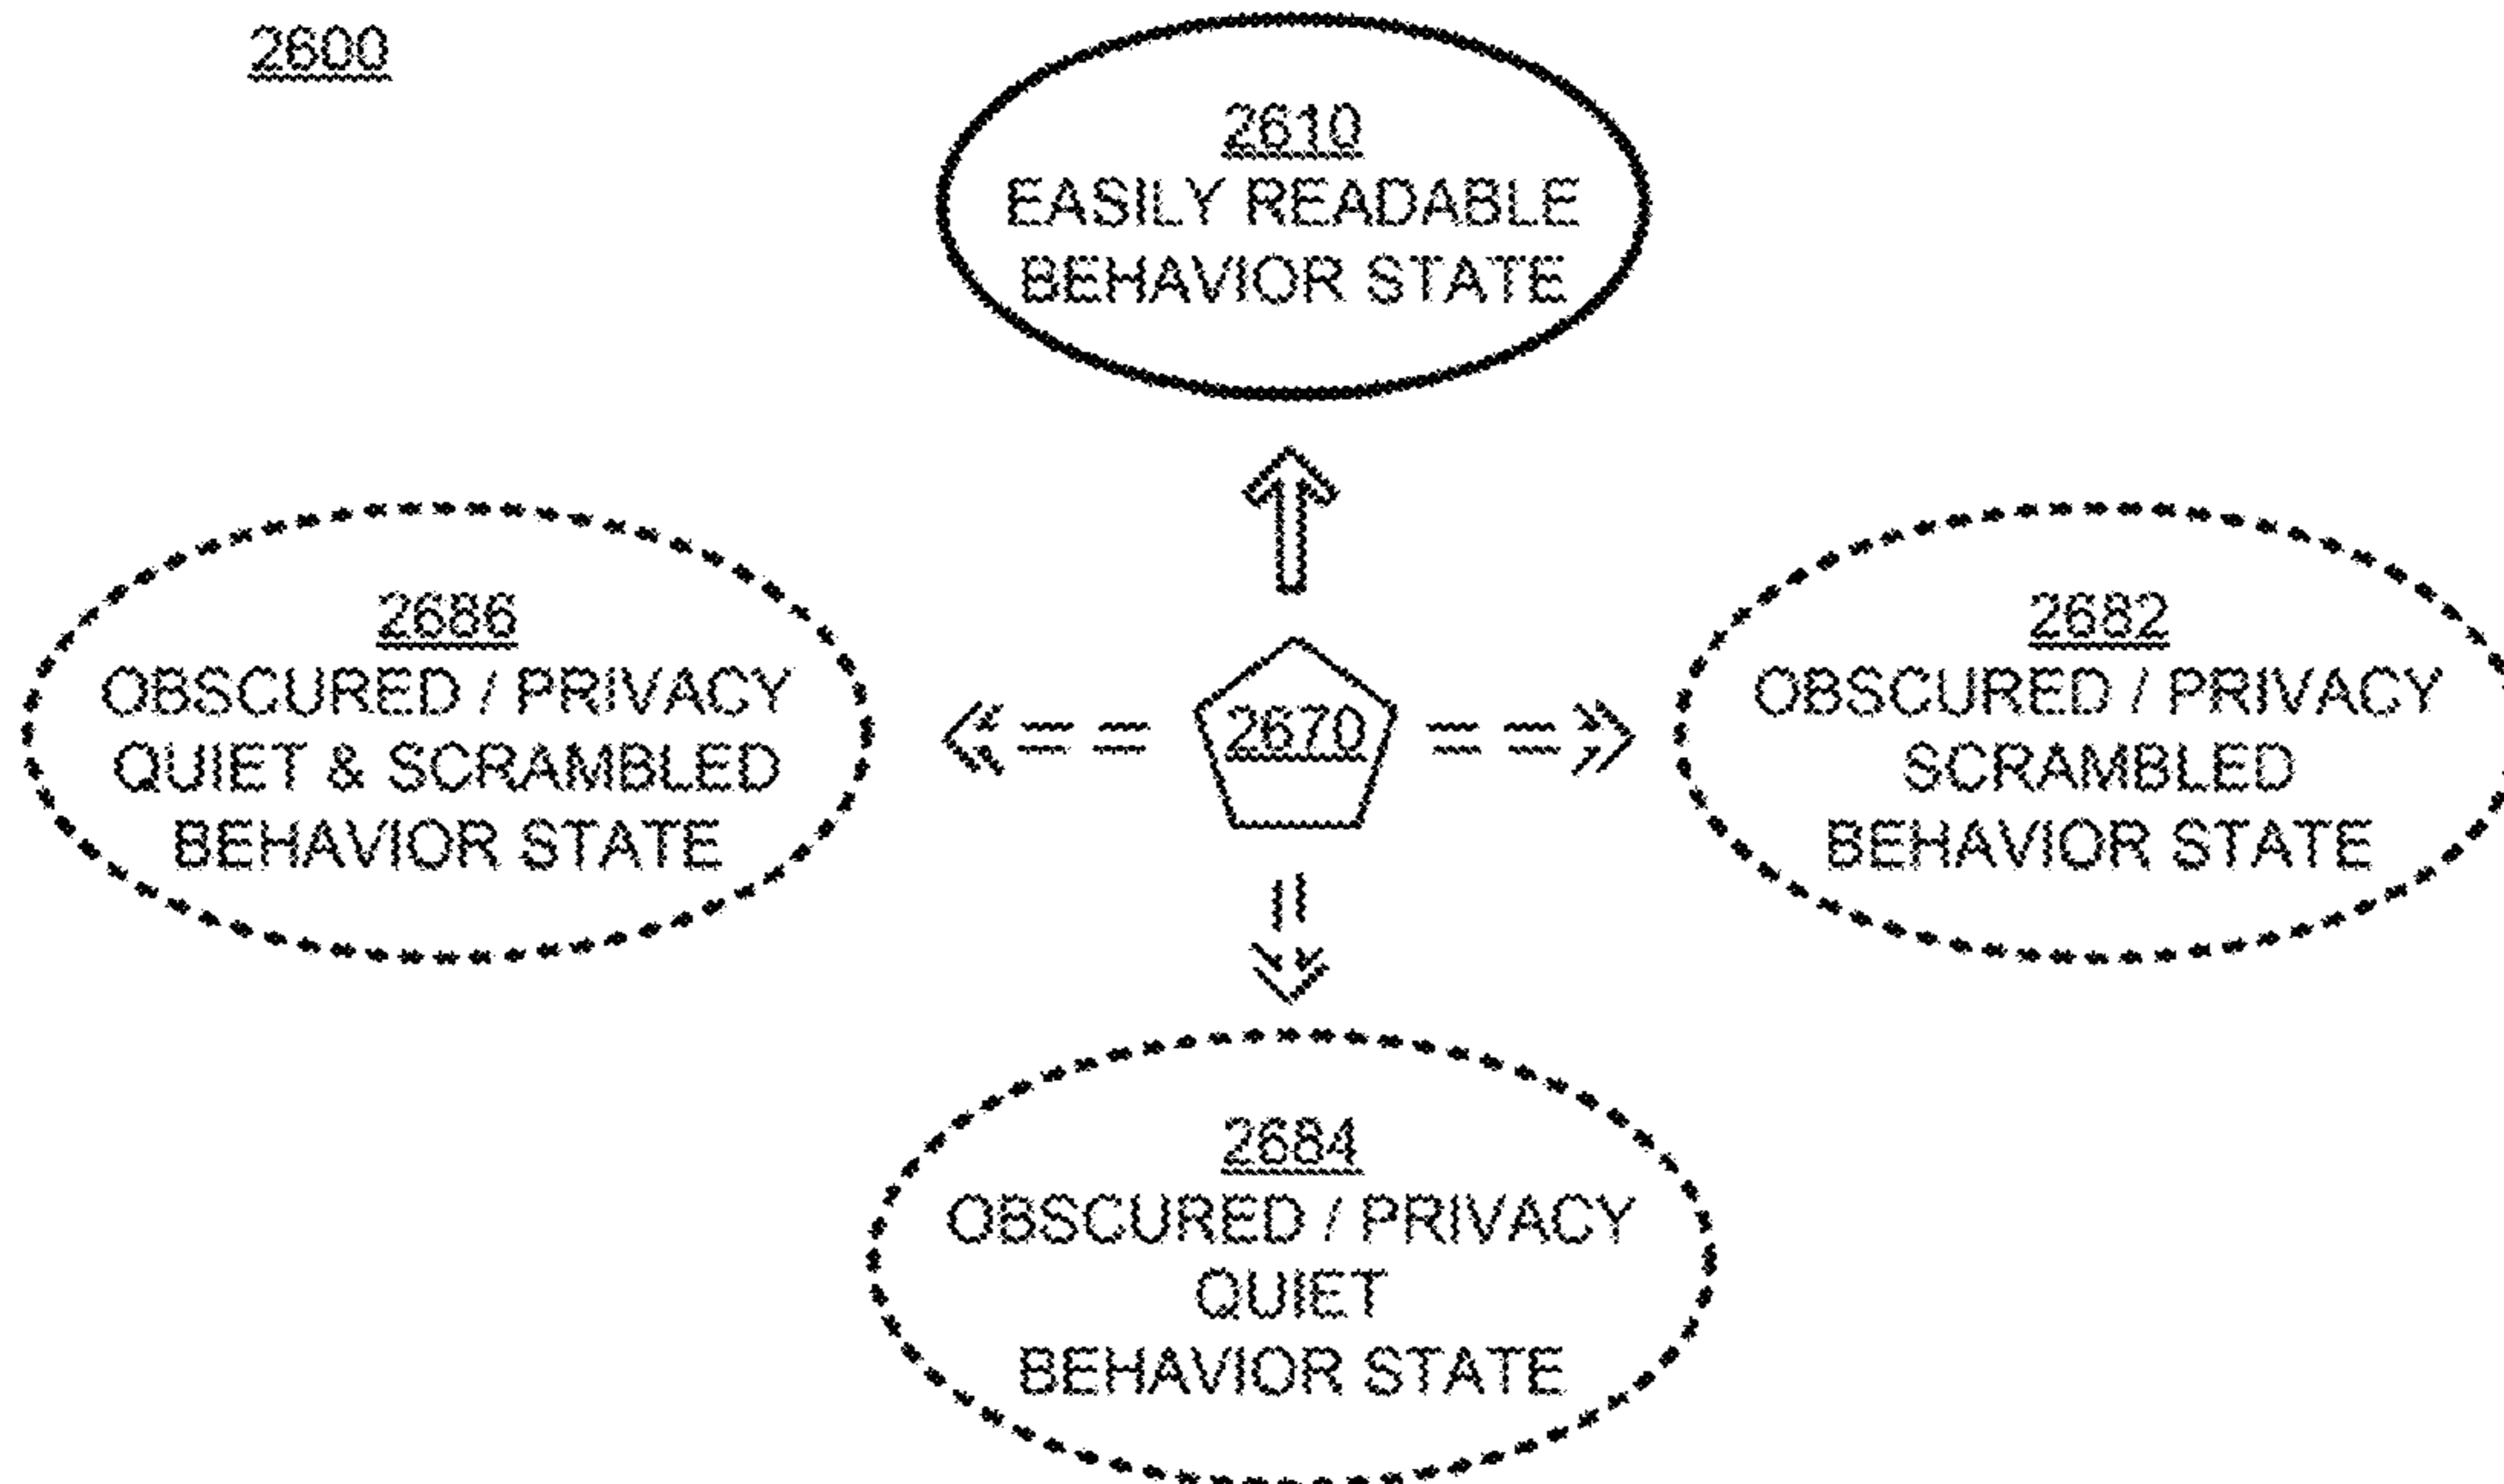 2600
2610
EASILY READABLE
BEHAVIOR STATE
2686
OBSCURED / PRIVACY
QUIET & SCRAMBLED
BEHAVIOR STATE
2670
2682
OBSCURED / PRIVACY
SCRAMBLED
BEHAVIOR STATE
2684
OBSCURED / PRIVACY
QUIET
BEHAVIOR STATE